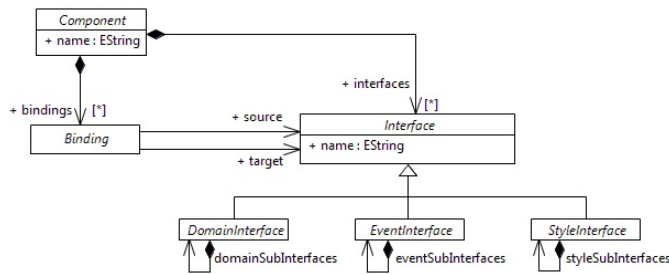 Component
+ name : EString
+ interfaces
+ bindings [*]
[*]
+ source
Interface
Binding
+ name : EString
+ target
DomainInterface
EventInterface
StyleInterface
domainSubInterfaces
eventSubInterfaces
styleSubInterfaces